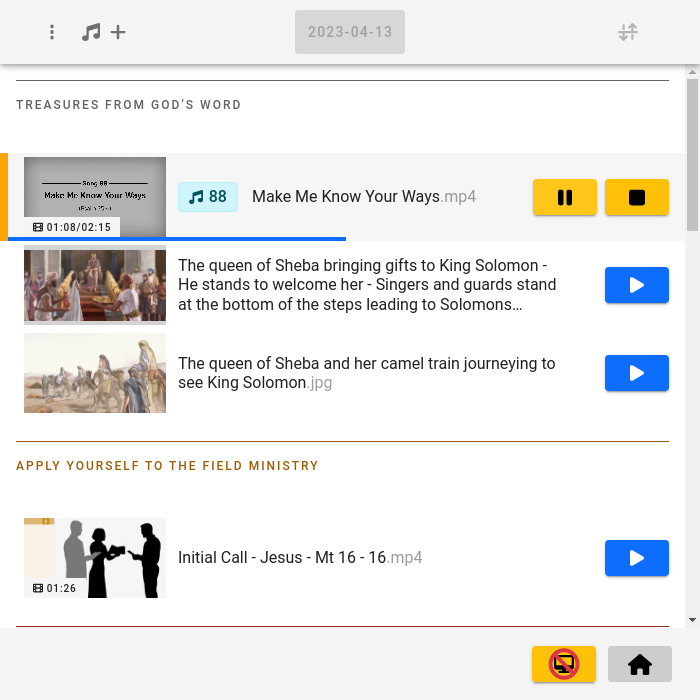 2023-04-13
TREASURES FROM GOD'S WORD
Song 88
Make Me Know Your Ways
01:08/02:15
88
Make Me Know Your Ways.mp4
The queen of Sheba bringing gifts to King Solomon -
He stands to welcome her - Singers and guards stand
at the bottom of the steps leading to Solomons…
The queen of Sheba and her camel train journeying to
see King Solomon.jpg
APPLY YOURSELF TO THE FIELD MINISTRY
01:26
Initial Call - Jesus - Mt 16 - 16.mp4